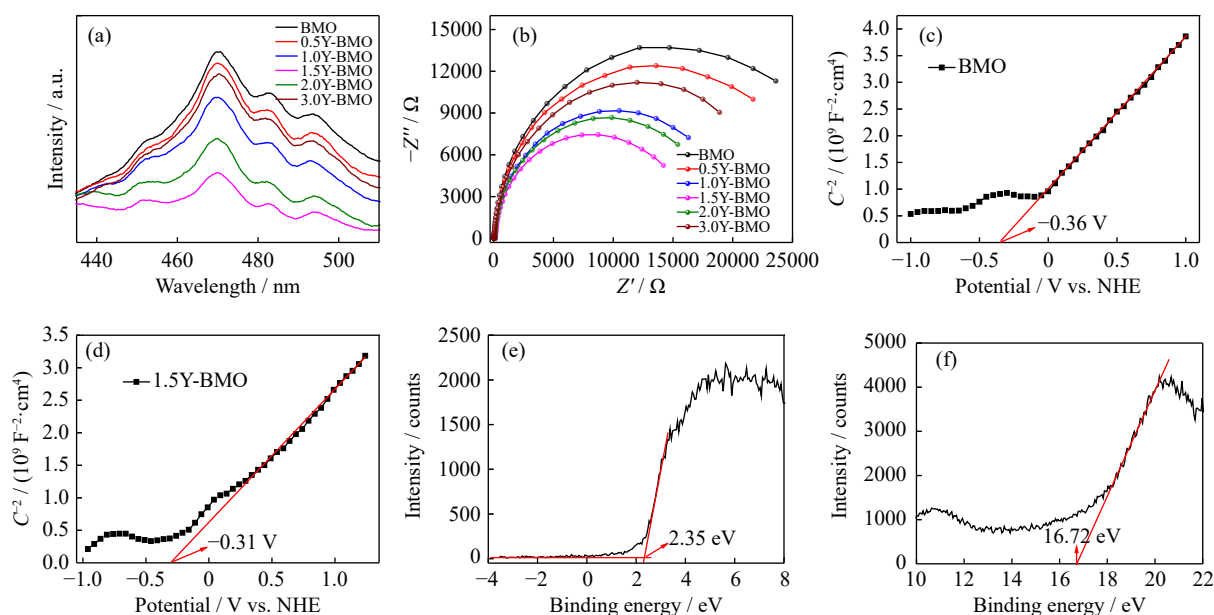 (a)
BMO
0.5Y-BMO
1.0Y-BMO
1.5Y-BMO
2.0Y-BMO
3.0Y-BMO
Intensity / a.u.
440 460 480 500
Wavelength / nm
(b)
15000
12000
9000
6000
3000
0
−Z″ / Ω
BMO
0.5Y-BMO
1.0Y-BMO
1.5Y-BMO
2.0Y-BMO
3.0Y-BMO
0 5000 10000 15000 20000 25000
Z′ / Ω
(c)
BMO
4.0
3.5
3.0
2.5
2.0
1.5
1.0
0.5
0
C⁻² / (10⁹ F⁻²·cm⁴)
−0.36 V
−1.0 −0.5 0 0.5 1.0
Potential / V vs. NHE
(d)
1.5Y-BMO
3.5
3.0
2.5
2.0
1.5
1.0
0.5
0.0
C⁻² / (10⁹ F⁻²·cm⁴)
−0.31 V
−1.0 −0.5 0 0.5 1.0
Potential / V vs. NHE
(e)
2500
2000
1500
1000
500
0
Intensity / counts
2.35 eV
−4 −2 0 2 4 6 8
Binding energy / eV
(f)
5000
4000
3000
2000
1000
0
Intensity / counts
16.72 eV
10 12 14 16 18 20 22
Binding energy / eV